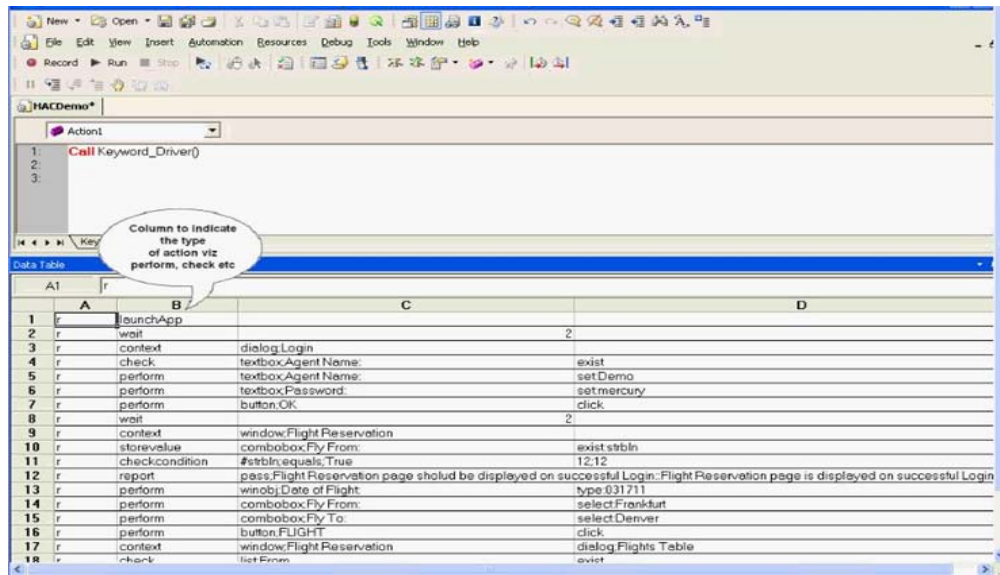 New Open
File Edit View Insert Automation Resources Debug Tools Window Help
Record Run Stop
HACDemo*
Action1
1: Call Keyword_Driver()
2:
3:
Key
Column to indicate
the type
of action viz
perform, check etc
Data Table
A1 r
A B C D
1 r launchApp
2 r wait 2
3 r context dialog;Login
4 r check textbox;Agent Name: exist
5 r perform textbox;Agent Name: set:Demo
6 r perform textbox;Password: set:mercury
7 r perform button;OK click
8 r wait 2
9 r context window;Flight Reservation
10 r storevalue combobox;Fly From: exist:strbln
11 r checkcondition #strbln;equals;True 12;12
12 r report pass;Flight Reservation page sholud be displayed on successful Login::Flight Reservation page is displayed on successful Login
13 r perform winobj;Date of Flight: type:031711
14 r perform combobox;Fly From: select:Frankfurt
15 r perform combobox;Fly To: select:Denver
16 r perform button;FLIGHT click
17 r context window;Flight Reservation dialog;Flights Table
18 r check list;From exist